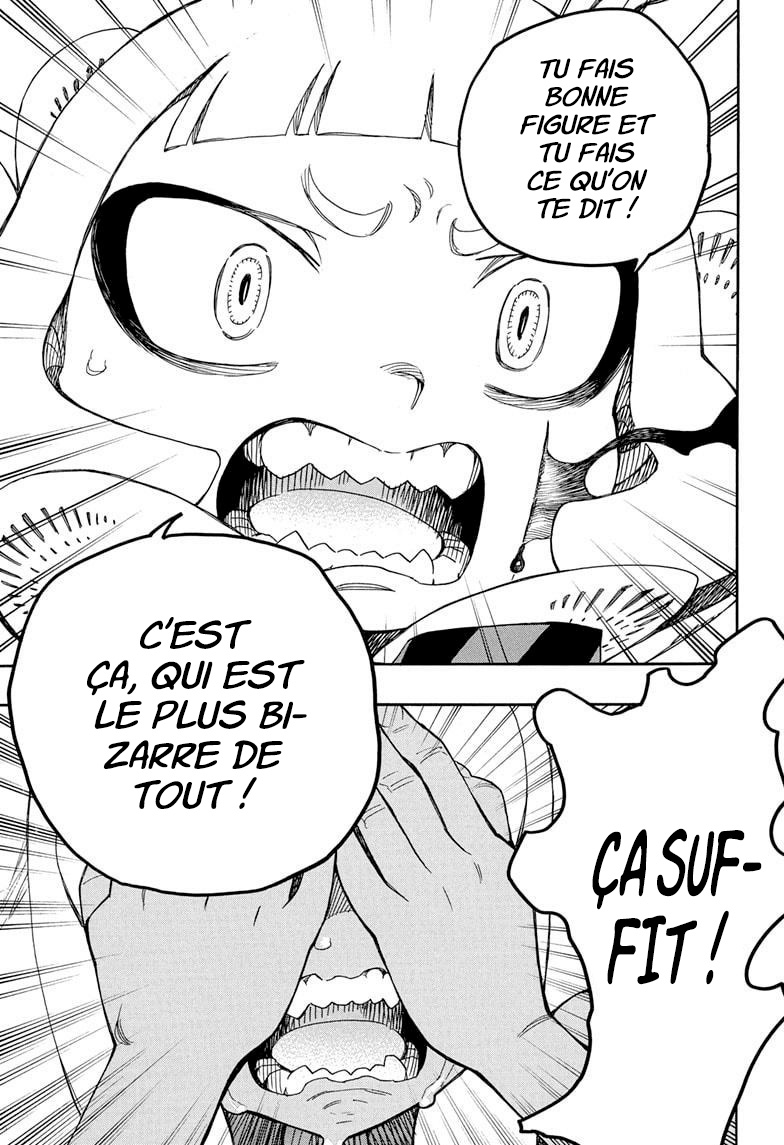 TU FAIS
BONNE
FIGURE ET
TU FAIS
CE QU'ON
TE DIT !
C'EST
ÇA, QUI EST
LE PLUS BI-
ZARRE DE
TOUT !
ÇA SUF-
FIT !